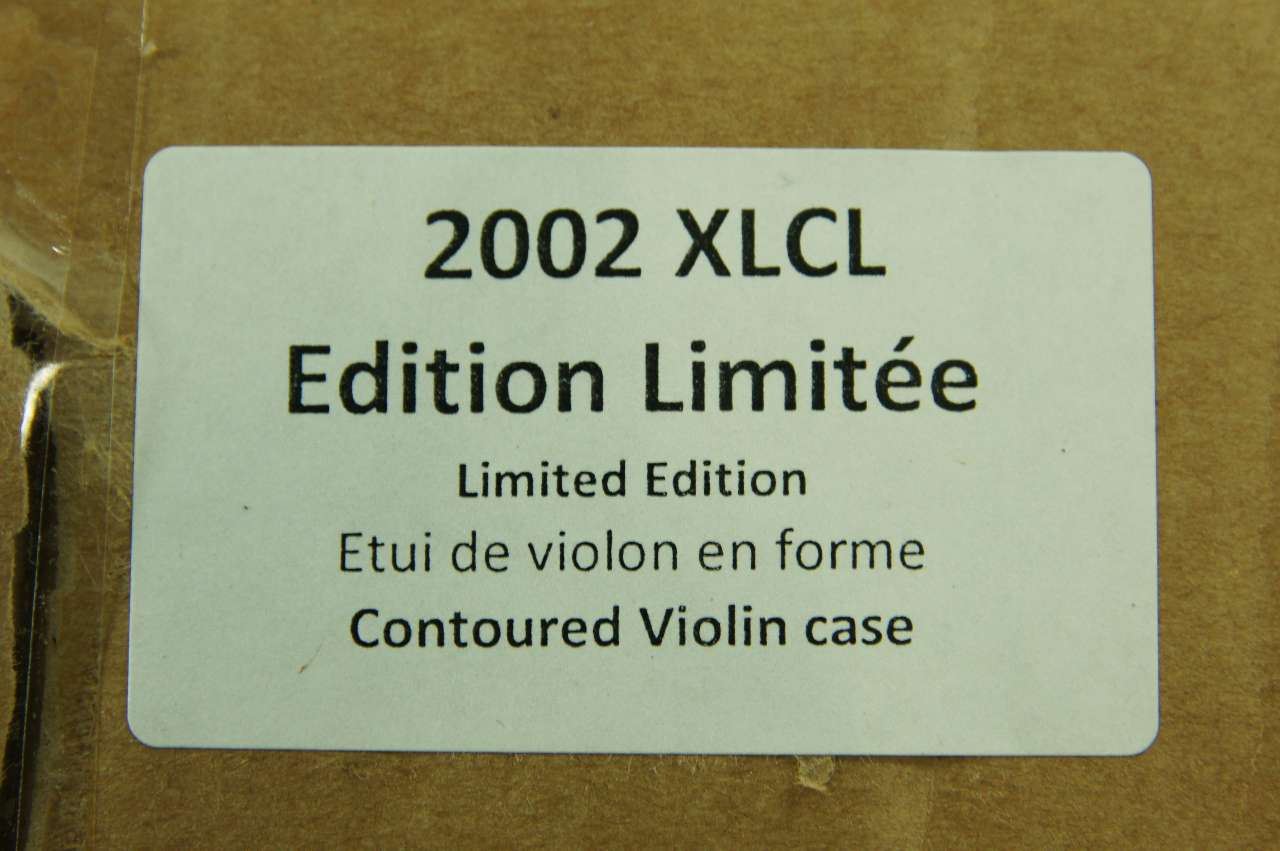 2002 XLCL
Edition Limitée
Limited Edition
Etui de violon en forme
Contoured Violin case